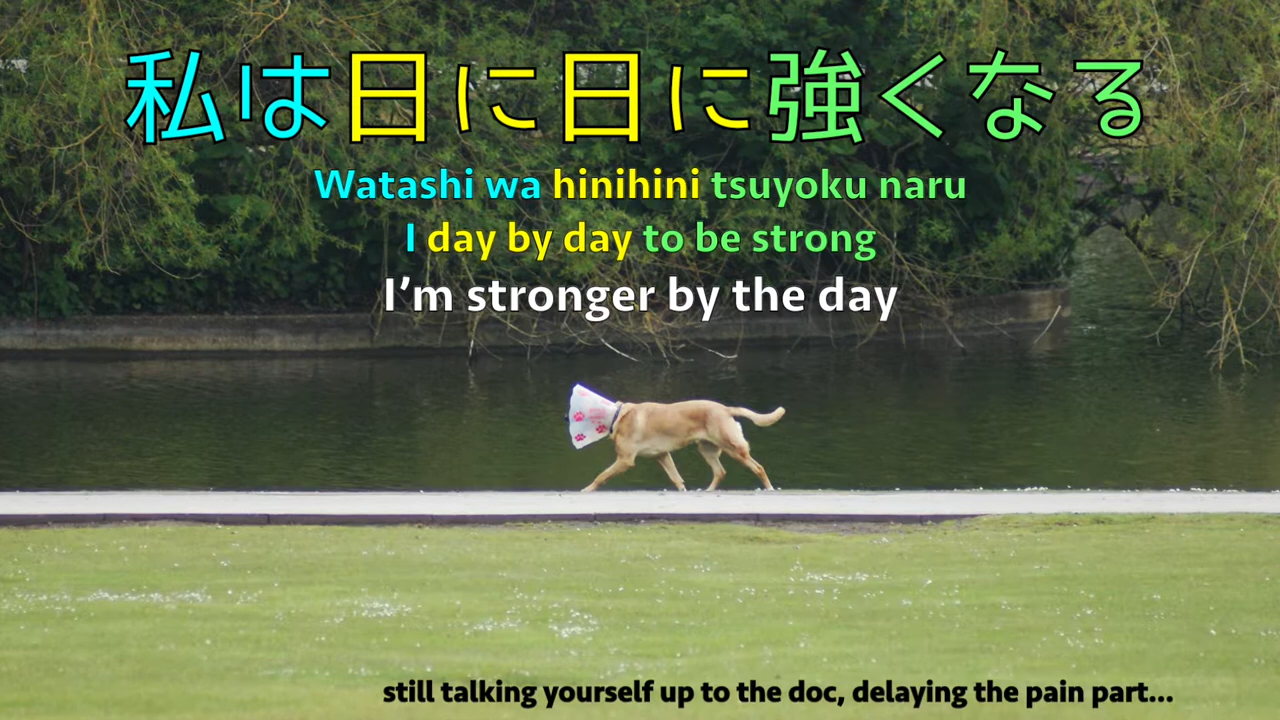 私は日に日に強くなる
Watashi wa hinihini tsuyoku naru
I day by day to be strong
I’m stronger by the day
still talking yourself up to the doc, delaying the pain part...